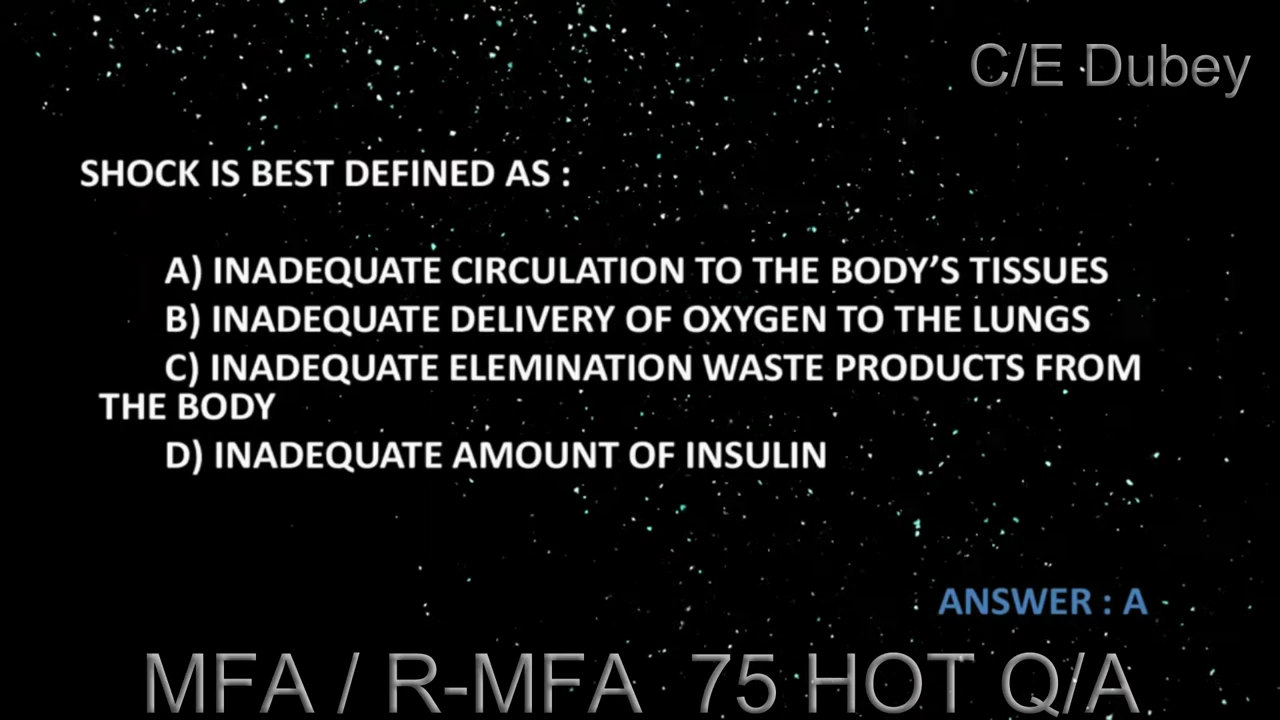 C/E Dubey
SHOCK IS BEST DEFINED AS :
A) INADEQUATE CIRCULATION TO THE BODY’S TISSUES
B) INADEQUATE DELIVERY OF OXYGEN TO THE LUNGS
C) INADEQUATE ELEMINATION WASTE PRODUCTS FROM
THE BODY
D) INADEQUATE AMOUNT OF INSULIN
ANSWER : A
MFA / R-MFA 75 HOT Q/A